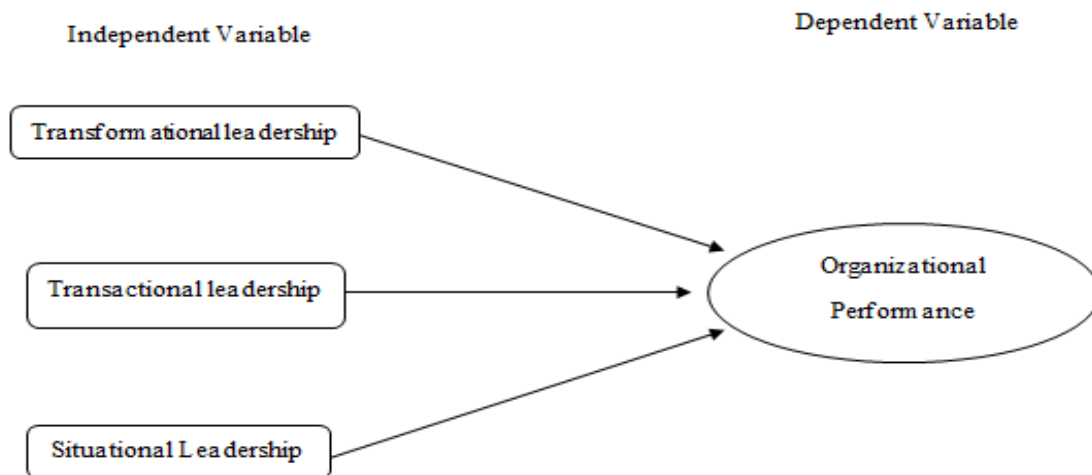 Independent Variable
Dependent Variable
Transformational leadership
Transactional leadership
Organizational
Performance
Situational Leadership